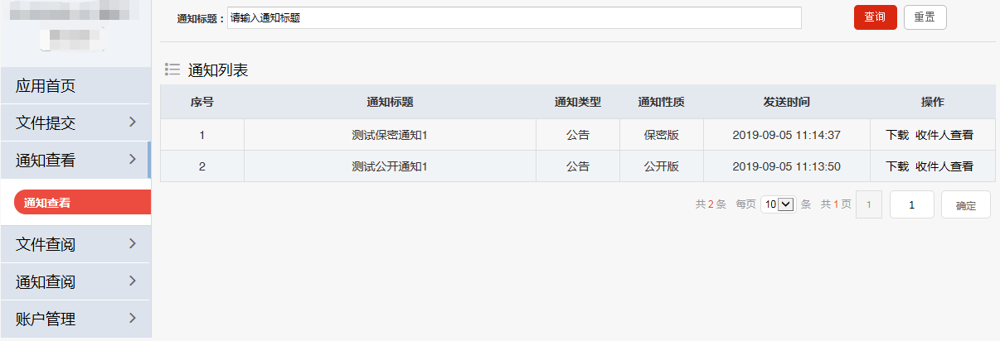 通知标题： 请输入通知标题 查询 重置
通知列表
应用首页
文件提交
通知查看
通知查看
文件查阅
通知查阅
账户管理
序号 通知标题 通知类型 通知性质 发送时间 操作
1 测试保密通知1 公告 保密版 2019-09-05 11:14:37 下载 收件人查看
2 测试公开通知1 公告 公开版 2019-09-05 11:13:50 下载 收件人查看
共2条 每页 10 条 共1页 1 1 确定